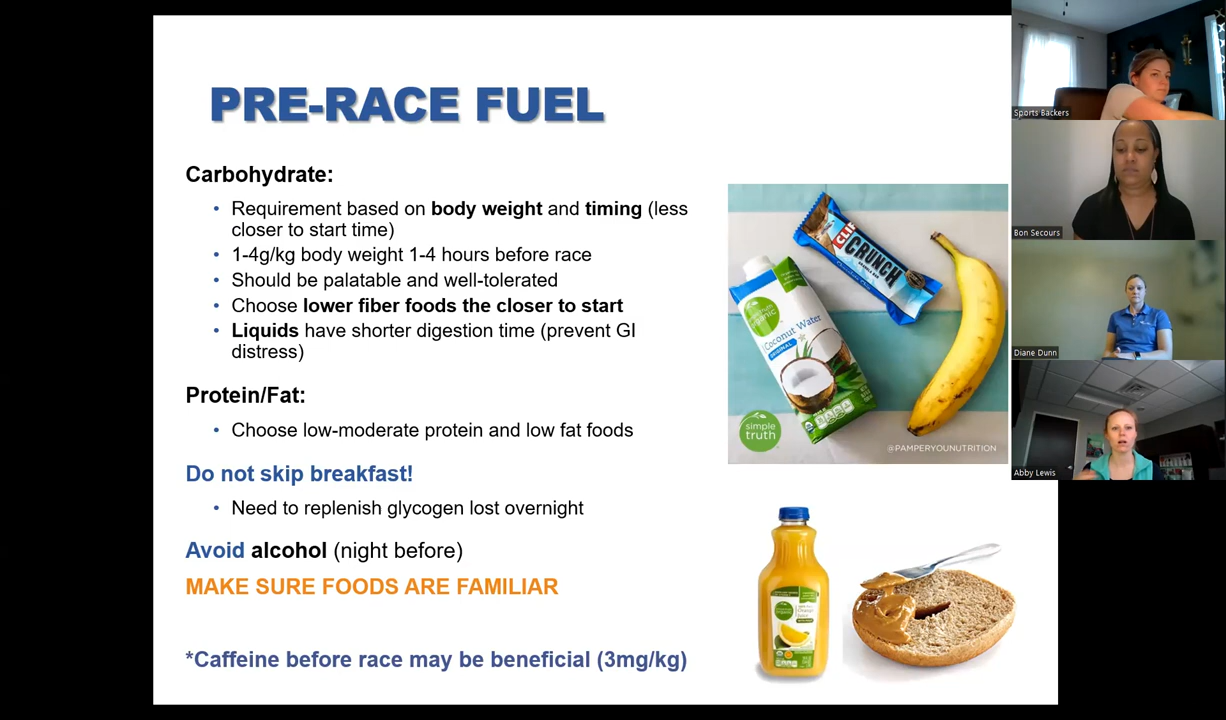 PRE-RACE FUEL
Carbohydrate:
• Requirement based on body weight and timing (less
closer to start time)
• 1-4g/kg body weight 1-4 hours before race
• Should be palatable and well-tolerated
• Choose lower fiber foods the closer to start
• Liquids have shorter digestion time (prevent GI
distress)
Protein/Fat:
• Choose low-moderate protein and low fat foods
Do not skip breakfast!
• Need to replenish glycogen lost overnight
Avoid alcohol (night before)
MAKE SURE FOODS ARE FAMILIAR
*Caffeine before race may be beneficial (3mg/kg)
CLIF
CRUNCH
organic
Coconut Water
ORIGINAL
simple
truth
@PAMPERYOUNUTRITION
Sports Backers
Bon Secours
Diane Dunn
Abby Lewis